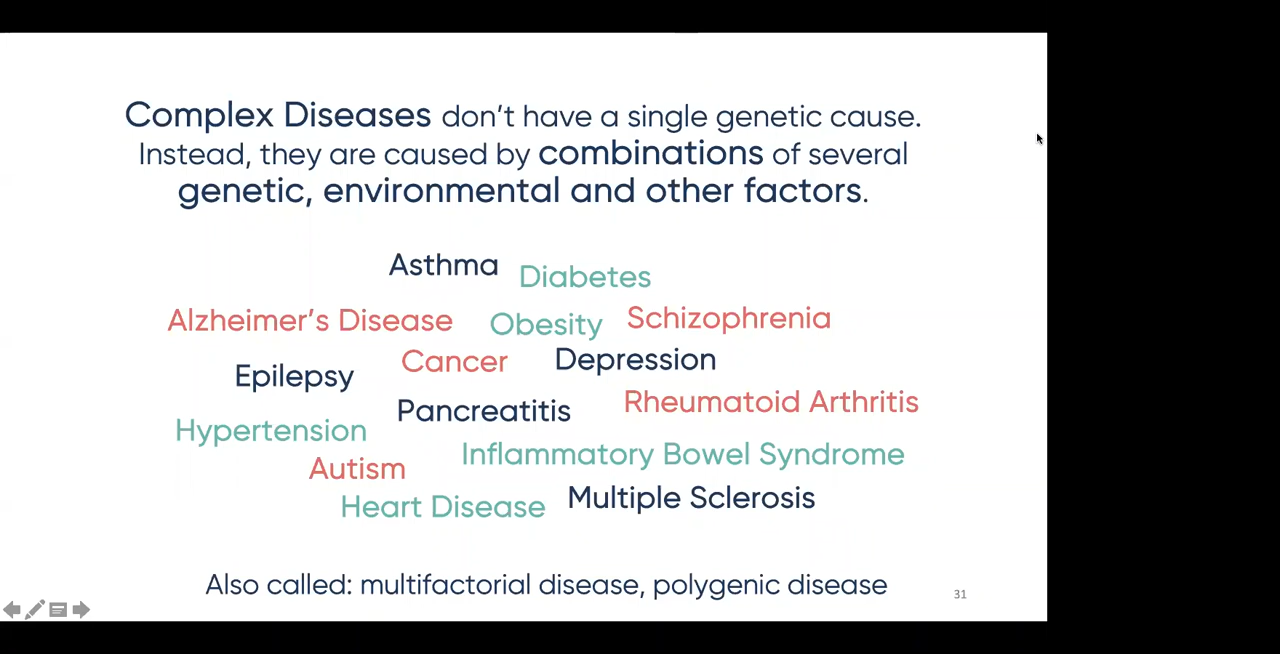 Complex Diseases don't have a single genetic cause.
Instead, they are caused by combinations of several
genetic, environmental and other factors.
Asthma
Diabetes
Alzheimer's Disease
Obesity
Schizophrenia
Epilepsy
Cancer
Depression
Pancreatitis
Rheumatoid Arthritis
Hypertension
Inflammatory Bowel Syndrome
Autism
Heart Disease
Multiple Sclerosis
Also called: multifactorial disease, polygenic disease
31